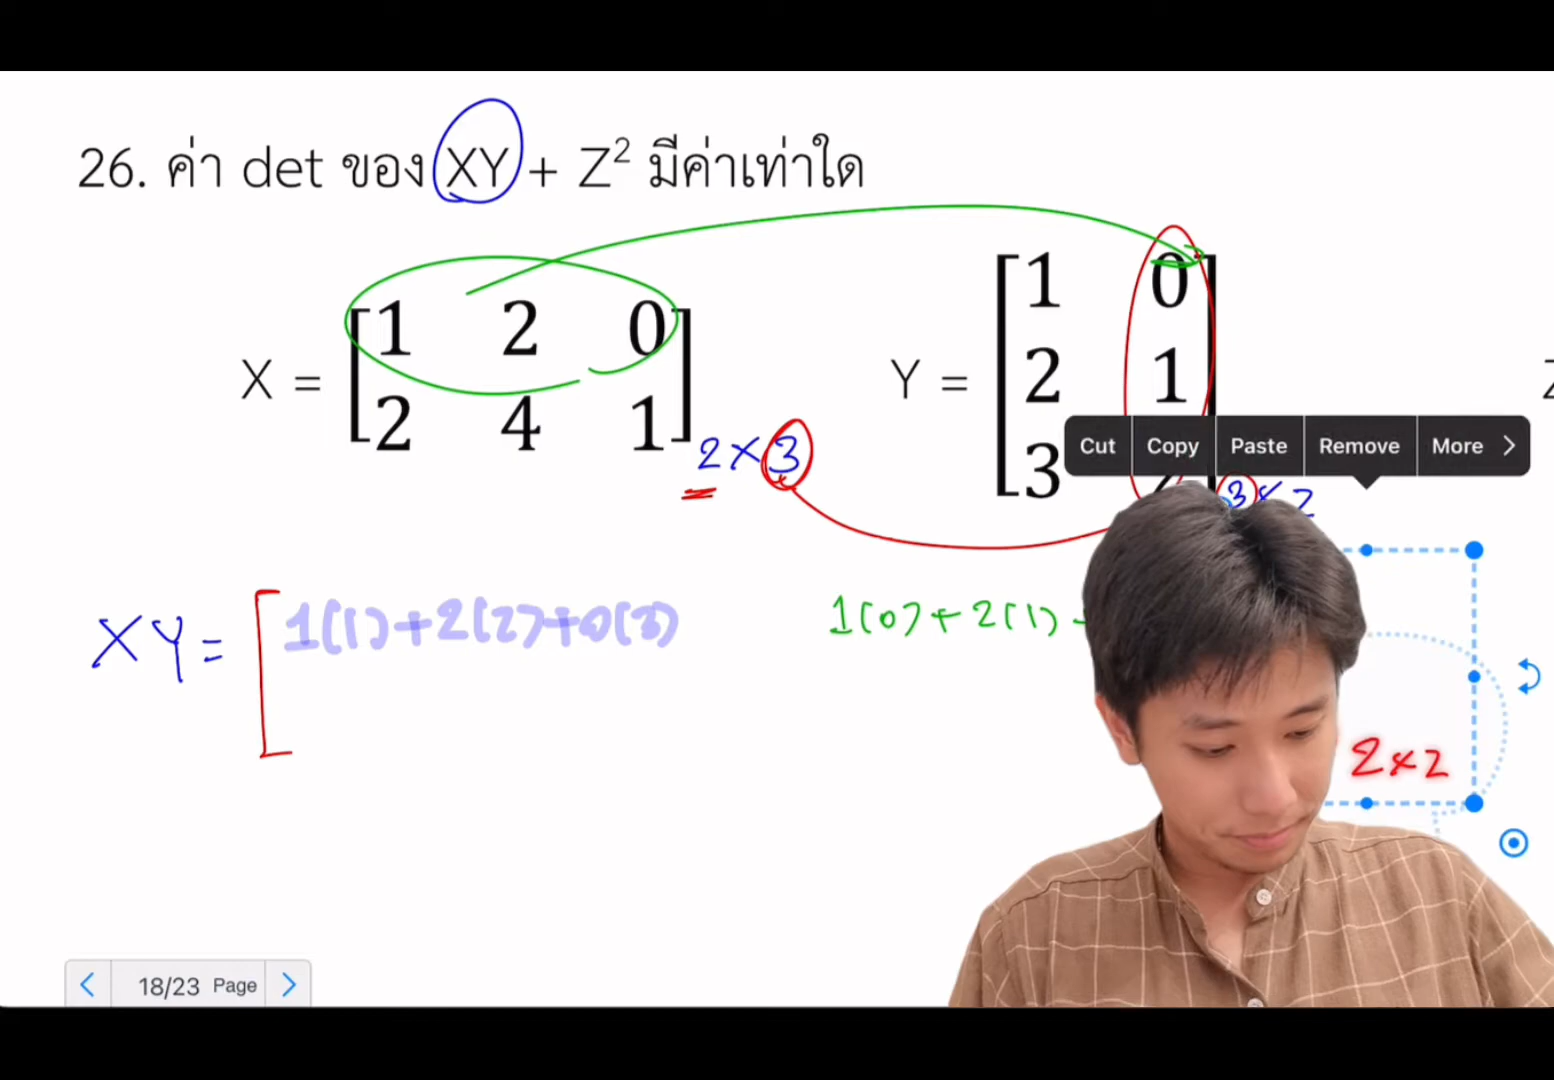 26. ค่า det ของ XY + Z² มีค่าเท่าใด
X = [1 2 0
2 4 1]
2×3
Y = [1 0
2 1
3
3×2
Cut Copy Paste Remove More
XY = [1(1)+2(2)+0(3) 1(0)+2(1)
2×2
18/23 Page